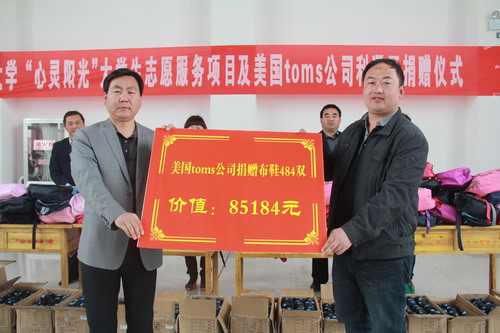 大学“心灵阳光”大学生志愿服务项目及美国toms公司 捐赠仪式
美国toms公司捐赠布鞋484双
价值：85184元